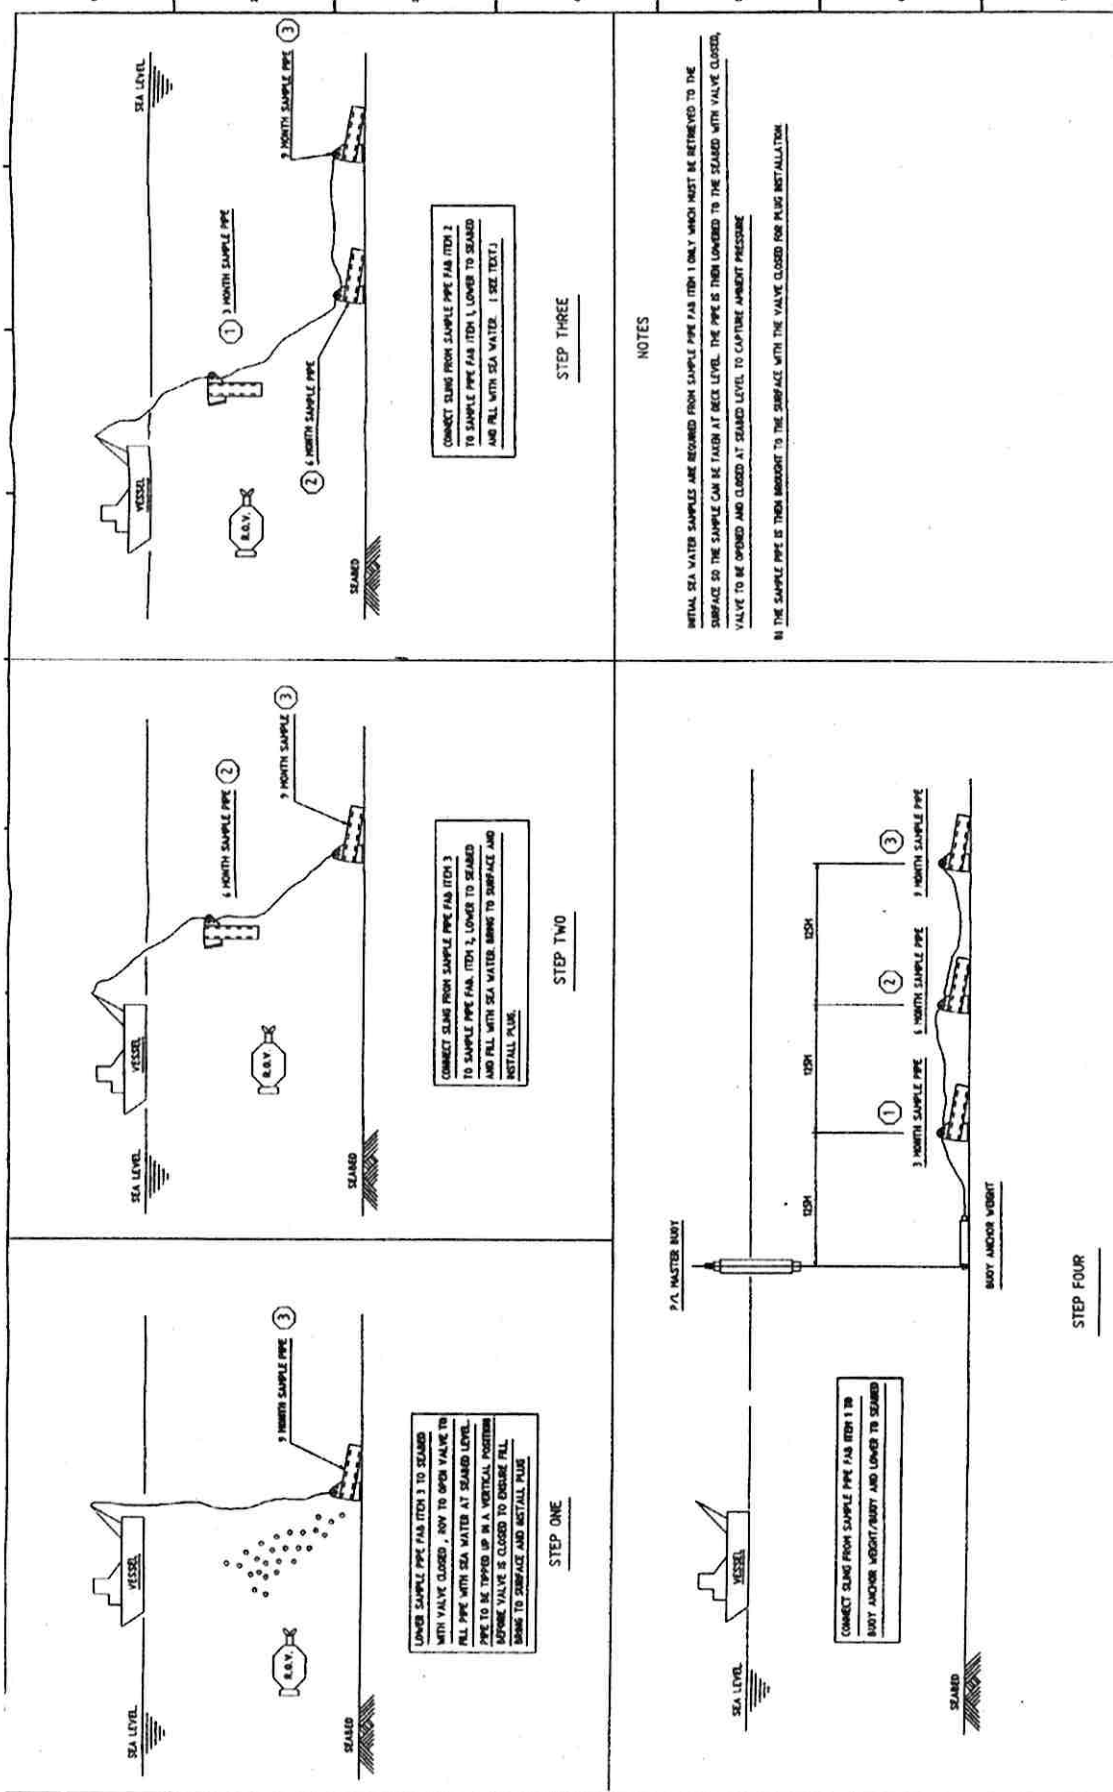 SEA LEVEL
VESSEL
R.O.V.
9 MONTH SAMPLE PIPE 3
SEABED
LOWER SAMPLE PIPE FAB ITEM 3 TO SEABED
WITH VALVE CLOSED , ROV TO OPEN VALVE TO
FILL PIPE WITH SEA WATER AT SEABED LEVEL.
PIPE TO BE TIPPED UP IN A VERTICAL POSITION
BEFORE VALVE IS CLOSED TO ENSURE FILL.
BRING TO SURFACE AND INSTALL PLUG
STEP ONE
SEA LEVEL
VESSEL
R.O.V.
6 MONTH SAMPLE PIPE 2
9 MONTH SAMPLE 3
SEABED
CONNECT SLING FROM SAMPLE PIPE FAB ITEM 3
TO SAMPLE PIPE FAB. ITEM 2, LOWER TO SEABED
AND FILL WITH SEA WATER. BRING TO SURFACE AND
INSTALL PLUG.
STEP TWO
SEA LEVEL
VESSEL
R.O.V.
1 3 MONTH SAMPLE PIPE
2 6 MONTH SAMPLE PIPE
9 MONTH SAMPLE PIPE 3
SEABED
CONNECT SLING FROM SAMPLE PIPE FAB ITEM 2
TO SAMPLE PIPE FAB ITEM 1, LOWER TO SEABED
AND FILL WITH SEA WATER. ( SEE TEXT.)
STEP THREE
P/L MASTER BUOY
SEA LEVEL
VESSEL
125M
125M
125M
1
2
3
3 MONTH SAMPLE PIPE
6 MONTH SAMPLE PIPE
9 MONTH SAMPLE PIPE
SEABED
BUOY ANCHOR WEIGHT
CONNECT SLING FROM SAMPLE PIPE FAB ITEM 1 TO
BUOY ANCHOR WEIGHT/BUOY AND LOWER TO SEABED
STEP FOUR
NOTES
INITIAL SEA WATER SAMPLES ARE REQUIRED FROM SAMPLE PIPE FAB ITEM 1 ONLY WHICH MUST BE RETRIEVED TO THE
SURFACE SO THE SAMPLE CAN BE TAKEN AT DECK LEVEL. THE PIPE IS THEN LOWERED TO THE SEABED WITH VALVE CLOSED,
VALVE TO BE OPENED AND CLOSED AT SEABED LEVEL TO CAPTURE AMBIENT PRESSURE
IN THE SAMPLE PIPE IS THEN BROUGHT TO THE SURFACE WITH THE VALVE CLOSED FOR PLUG INSTALLATION